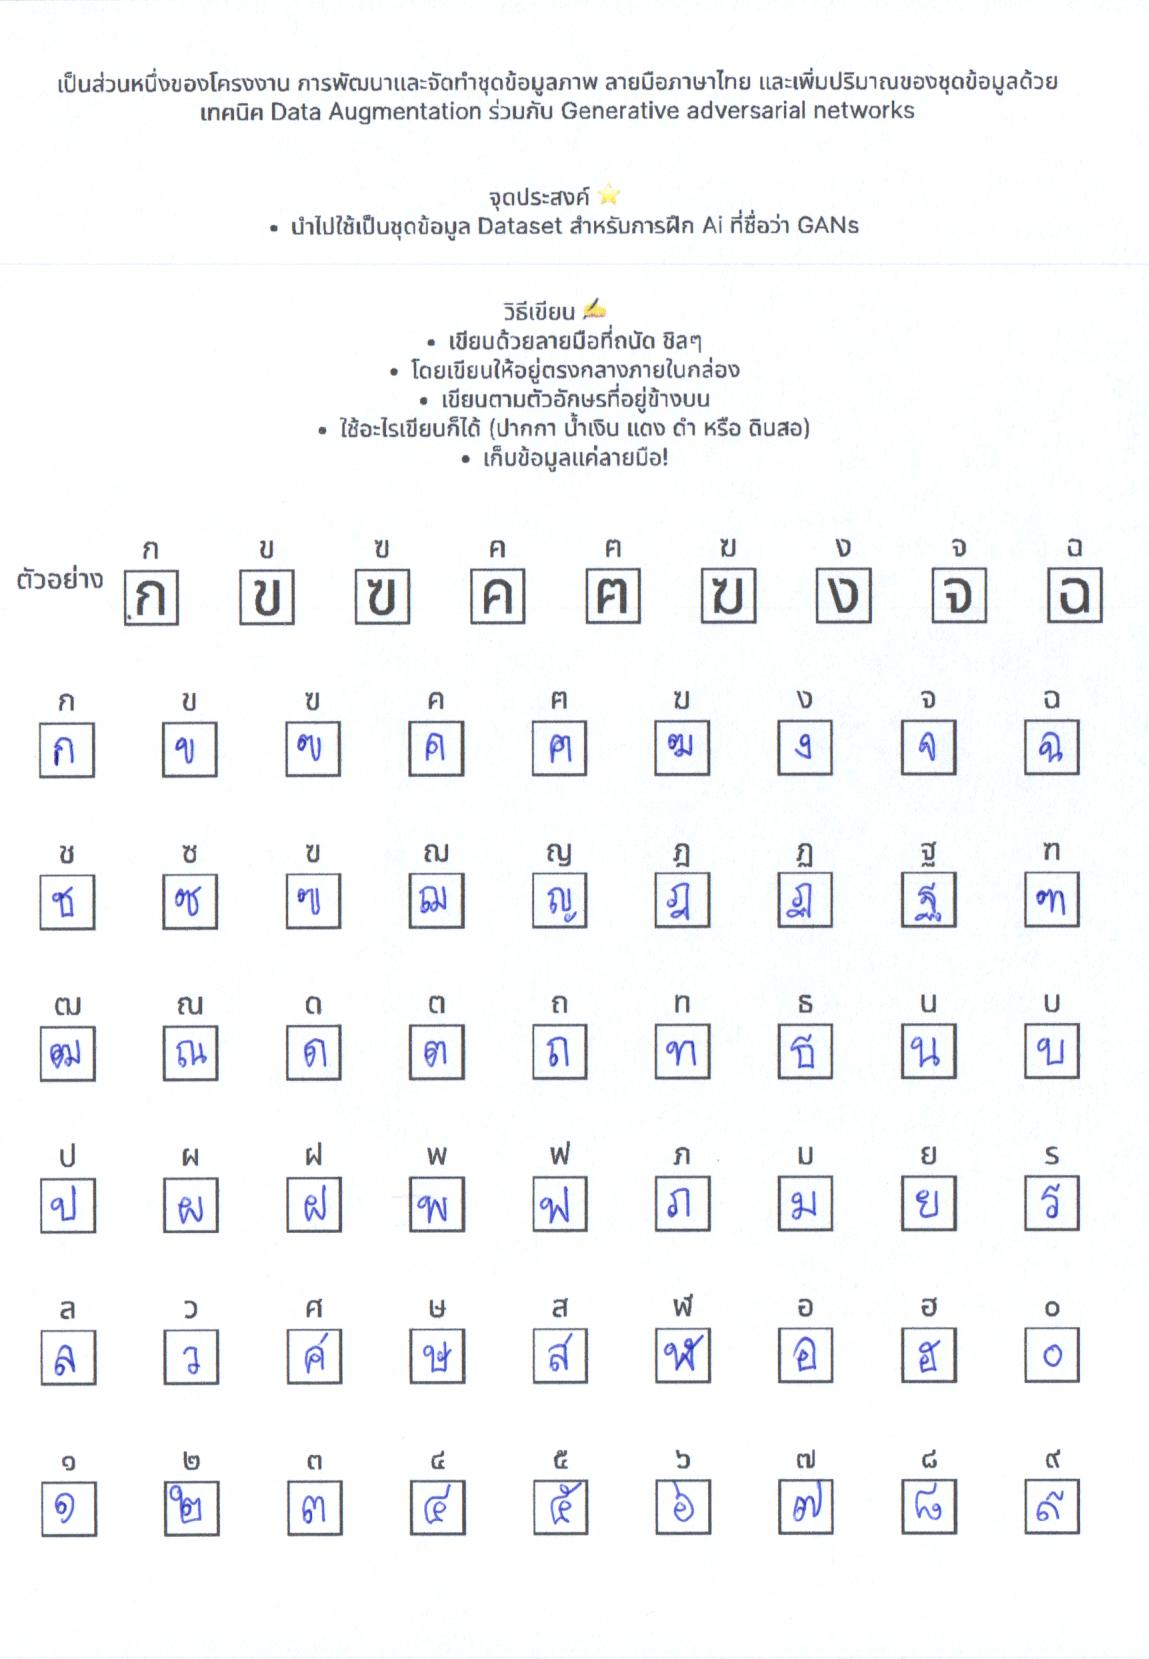 เป็นส่วนหนึ่งของโครงงาน การพัฒนาและจัดทำชุดข้อมูลภาพ ลายมือภาษาไทย และเพิ่มปริมาณของชุดข้อมูลด้วย
เทคนิค Data Augmentation ร่วมกับ Generative adversarial networks
จุดประสงค์ ⭐
• นำไปใช้เป็นชุดข้อมูล Dataset สำหรับการฝึก Ai ที่ชื่อว่า GANs
วิธีเขียน ✍
• เขียนด้วยลายมือที่ถนัด ชิลๆ
• โดยเขียนให้อยู่ตรงกลางภายในกล่อง
• เขียนตามตัวอักษรที่อยู่ข้างบน
• ใช้อะไรเขียนก็ได้ (ปากกา น้ำเงิน แดง ดำ หรือ ดินสอ)
• เก็บข้อมูลแค่ลายมือ!
ก ข ฃ ค ฅ ฆ ง จ ฉ
ตัวอย่าง ก ข ฃ ค ฅ ฆ ง จ ฉ
ก ข ฃ ค ฅ ฆ ง จ ฉ
ก ข ฃ ค ฅ ฆ ง จ ฉ
ช ซ ฃ ฌ ญ ฎ ฏ ฐ ฑ
ช ซ ฃ ฌ ญ ฎ ฏ ฐ ฑ
ฒ ณ ด ต ถ ท ธ น บ
ฒ ณ ด ต ถ ท ธ น บ
ป ผ ฝ พ ฟ ภ ม ย ร
ป ผ ฝ พ ฟ ภ ม ย ร
ล ว ศ ษ ส ฬ อ ฮ ๐
ล ว ศ ษ ส ฬ อ ฮ ๐
๑ ๒ ๓ ๔ ๕ ๖ ๗ ๘ ๙
๑ ๒ ๓ ๔ ๕ ๖ ๗ ๘ ๙